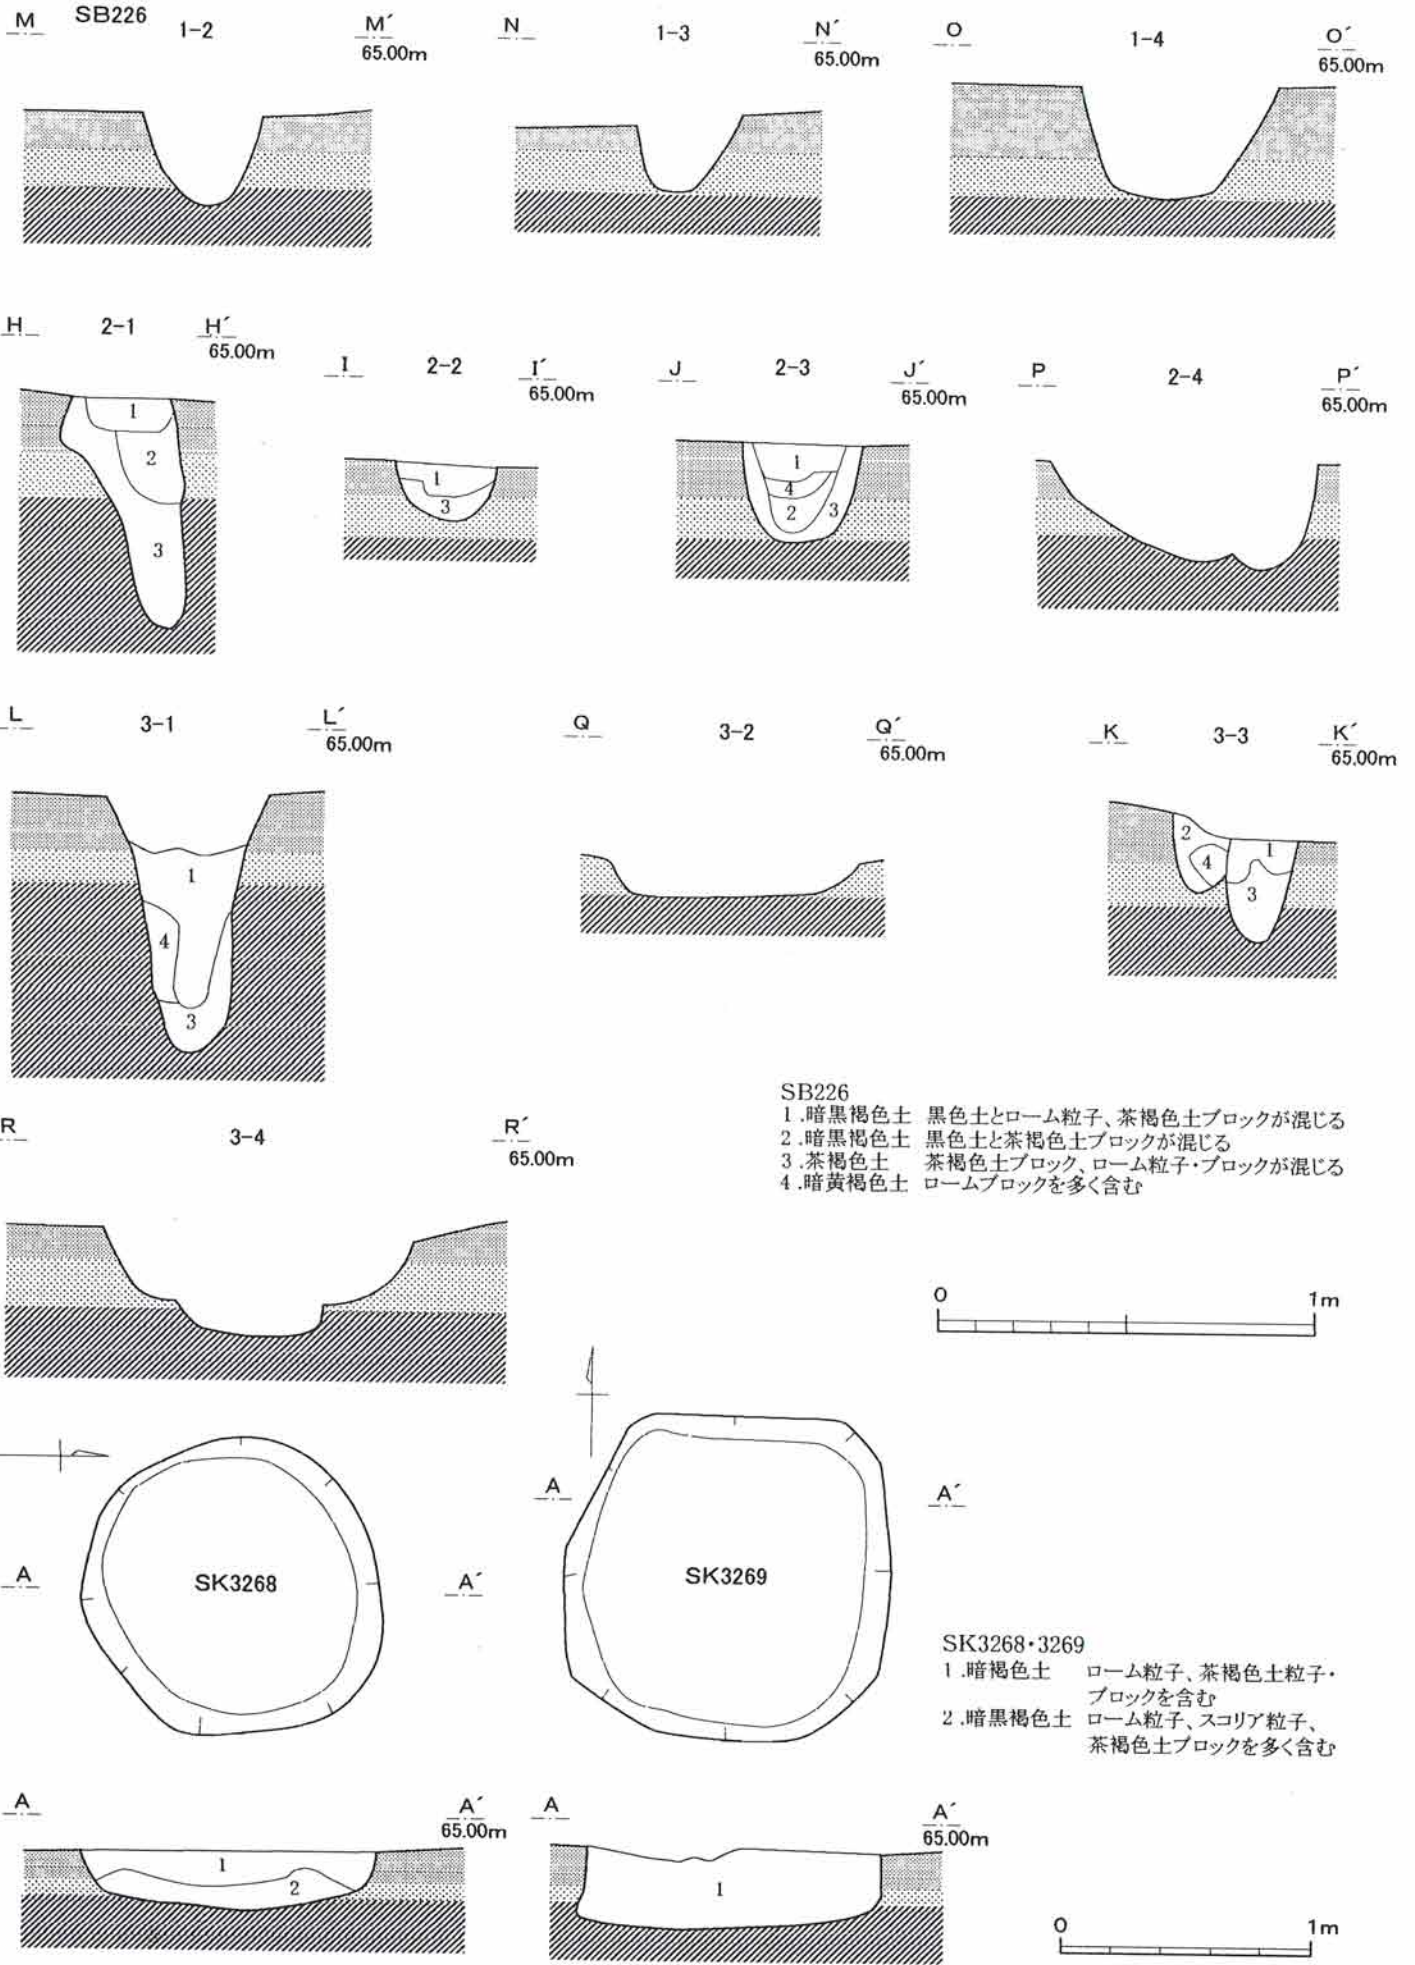 SB226
M 1-2 M´
65.00m
N 1-3 N´
65.00m
O 1-4 O´
65.00m
H 2-1 H´
65.00m
1
2
3
I 2-2 I´
65.00m
1
3
J 2-3 J´
65.00m
1
4
2 3
P 2-4 P´
65.00m
L 3-1 L´
65.00m
1
4
3
Q 3-2 Q´
65.00m
K 3-3 K´
65.00m
2 1
4
3
R 3-4 R´
65.00m
SB226
1.暗黒褐色土 黒色土とローム粒子、茶褐色土ブロックが混じる
2.暗黒褐色土 黒色土と茶褐色土ブロックが混じる
3.茶褐色土 茶褐色土ブロック、ローム粒子・ブロックが混じる
4.暗黄褐色土 ロームブロックを多く含む
0 1m
A SK3268 A´
A A´
SK3269
SK3268・3269
1.暗褐色土 ローム粒子、茶褐色土粒子・
ブロックを含む
2.暗黒褐色土 ローム粒子、スコリア粒子、
茶褐色土ブロックを多く含む
A A´
65.00m
1
2
A A´
65.00m
1
0 1m